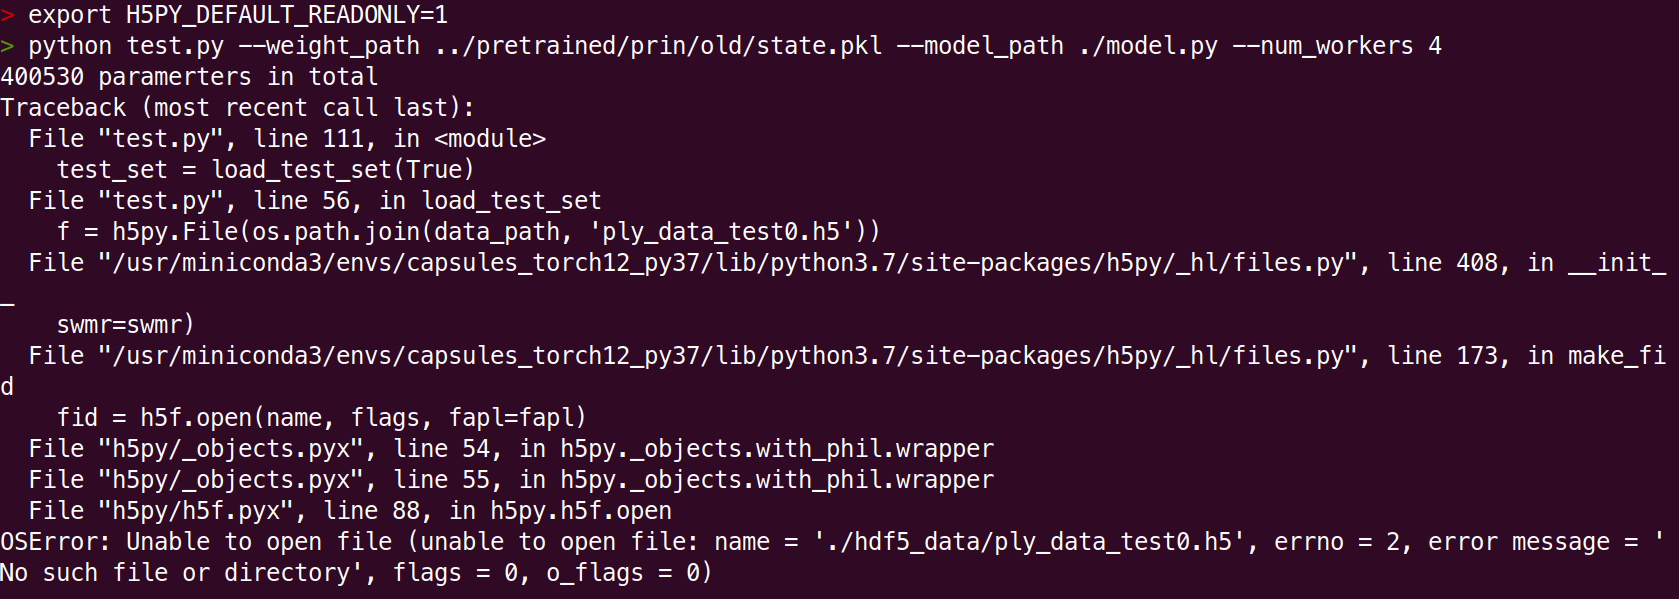 > export H5PY_DEFAULT_READONLY=1
> python test.py --weight_path ../pretrained/prin/old/state.pkl --model_path ./model.py --num_workers 4
400530 paramerters in total
Traceback (most recent call last):
  File "test.py", line 111, in <module>
    test_set = load_test_set(True)
  File "test.py", line 56, in load_test_set
    f = h5py.File(os.path.join(data_path, 'ply_data_test0.h5'))
  File "/usr/miniconda3/envs/capsules_torch12_py37/lib/python3.7/site-packages/h5py/_hl/files.py", line 408, in __init_
_
    swmr=swmr)
  File "/usr/miniconda3/envs/capsules_torch12_py37/lib/python3.7/site-packages/h5py/_hl/files.py", line 173, in make_fi
d
    fid = h5f.open(name, flags, fapl=fapl)
  File "h5py/_objects.pyx", line 54, in h5py._objects.with_phil.wrapper
  File "h5py/_objects.pyx", line 55, in h5py._objects.with_phil.wrapper
  File "h5py/h5f.pyx", line 88, in h5py.h5f.open
OSError: Unable to open file (unable to open file: name = './hdf5_data/ply_data_test0.h5', errno = 2, error message = '
No such file or directory', flags = 0, o_flags = 0)